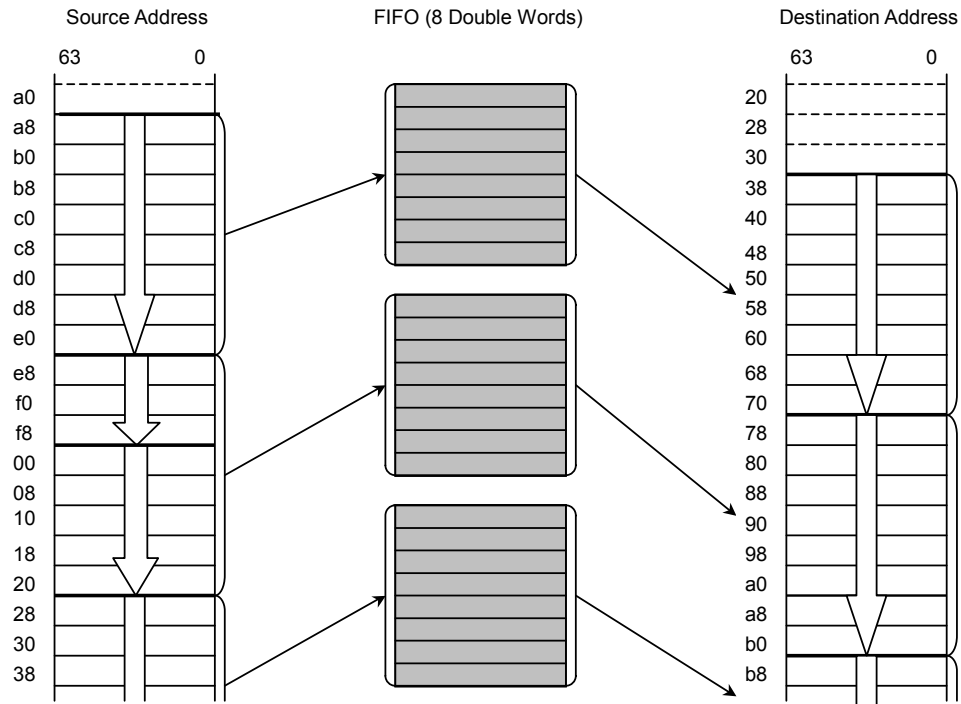 Source Address
FIFO (8 Double Words)
Destination Address
63 0
63 0
a0
a8
b0
b8
c0
c8
d0
d8
e0
e8
f0
f8
00
08
10
18
20
28
30
38
20
28
30
38
40
48
50
58
60
68
70
78
80
88
90
98
a0
a8
b0
b8